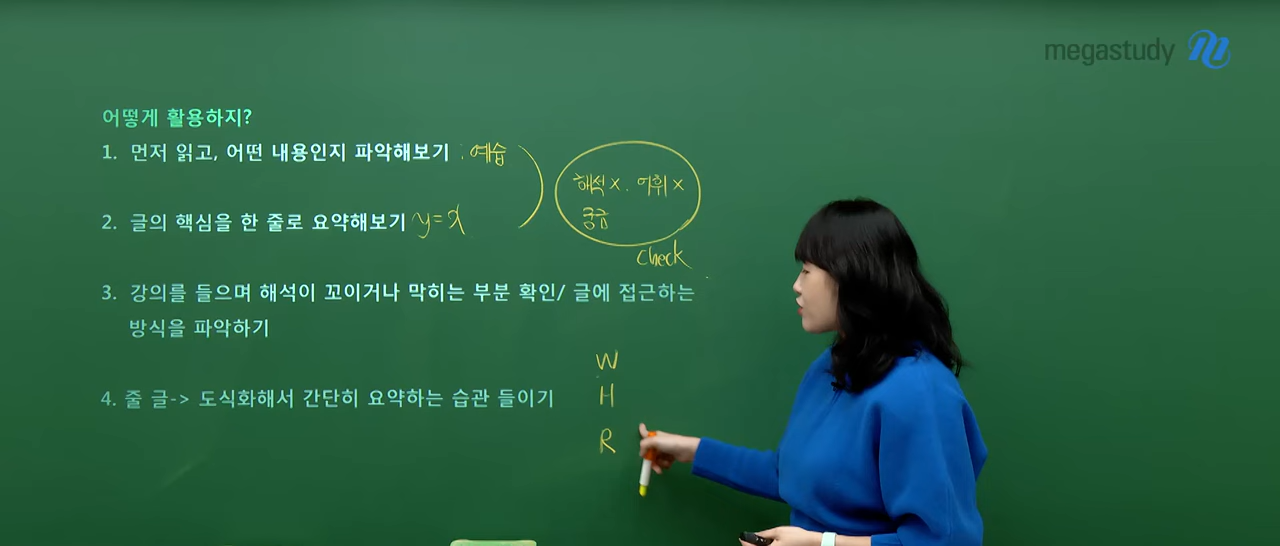 megastudy
어떻게 활용하지?
1. 먼저 읽고, 어떤 내용인지 파악해보기 : 예습
해석 x. 어휘 x
궁금
2. 글의 핵심을 한 줄로 요약해보기 y=x
check
3. 강의를 들으며 해석이 꼬이거나 막히는 부분 확인/ 글에 접근하는
방식을 파악하기
W
4. 줄 글-> 도식화해서 간단히 요약하는 습관 들이기
H
R